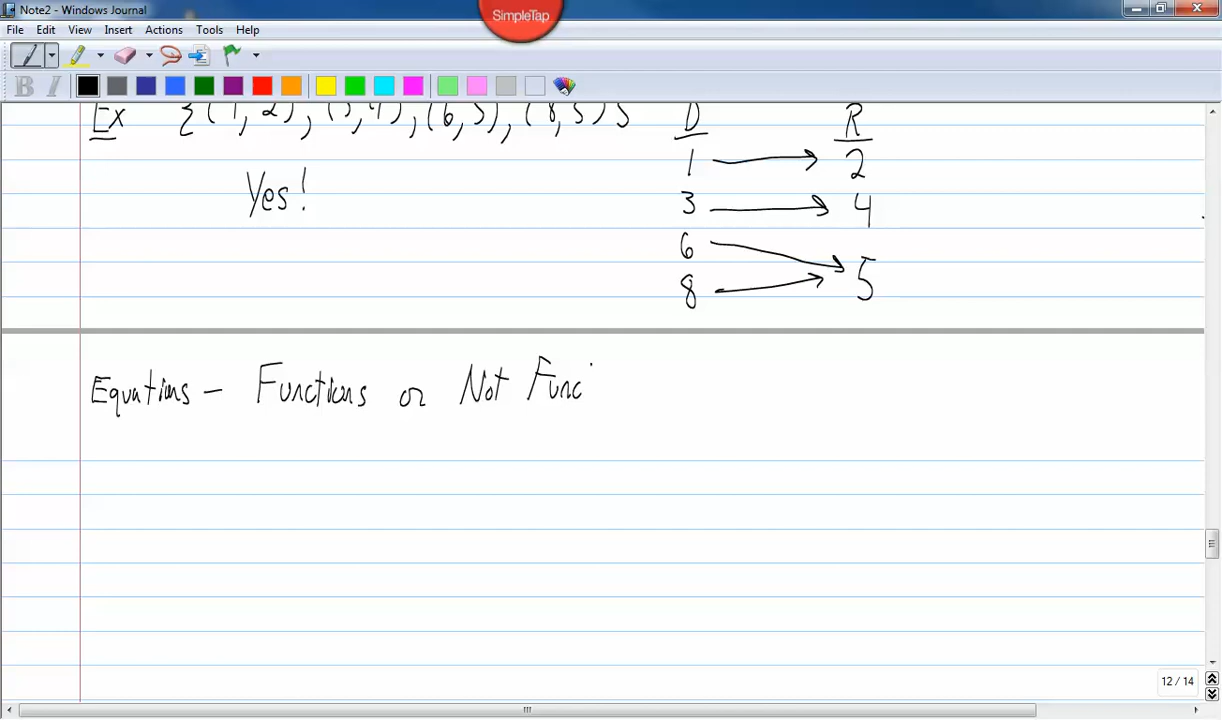 Note2 - Windows Journal
SimpleTap
File Edit View Insert Actions Tools Help
B I
Ex {(1, 2), (3, 4), (6, 5), (8, 5)} D R
1 2
Yes!
3 4
6
5
8
Equations - Functions or Not Func
12 / 14